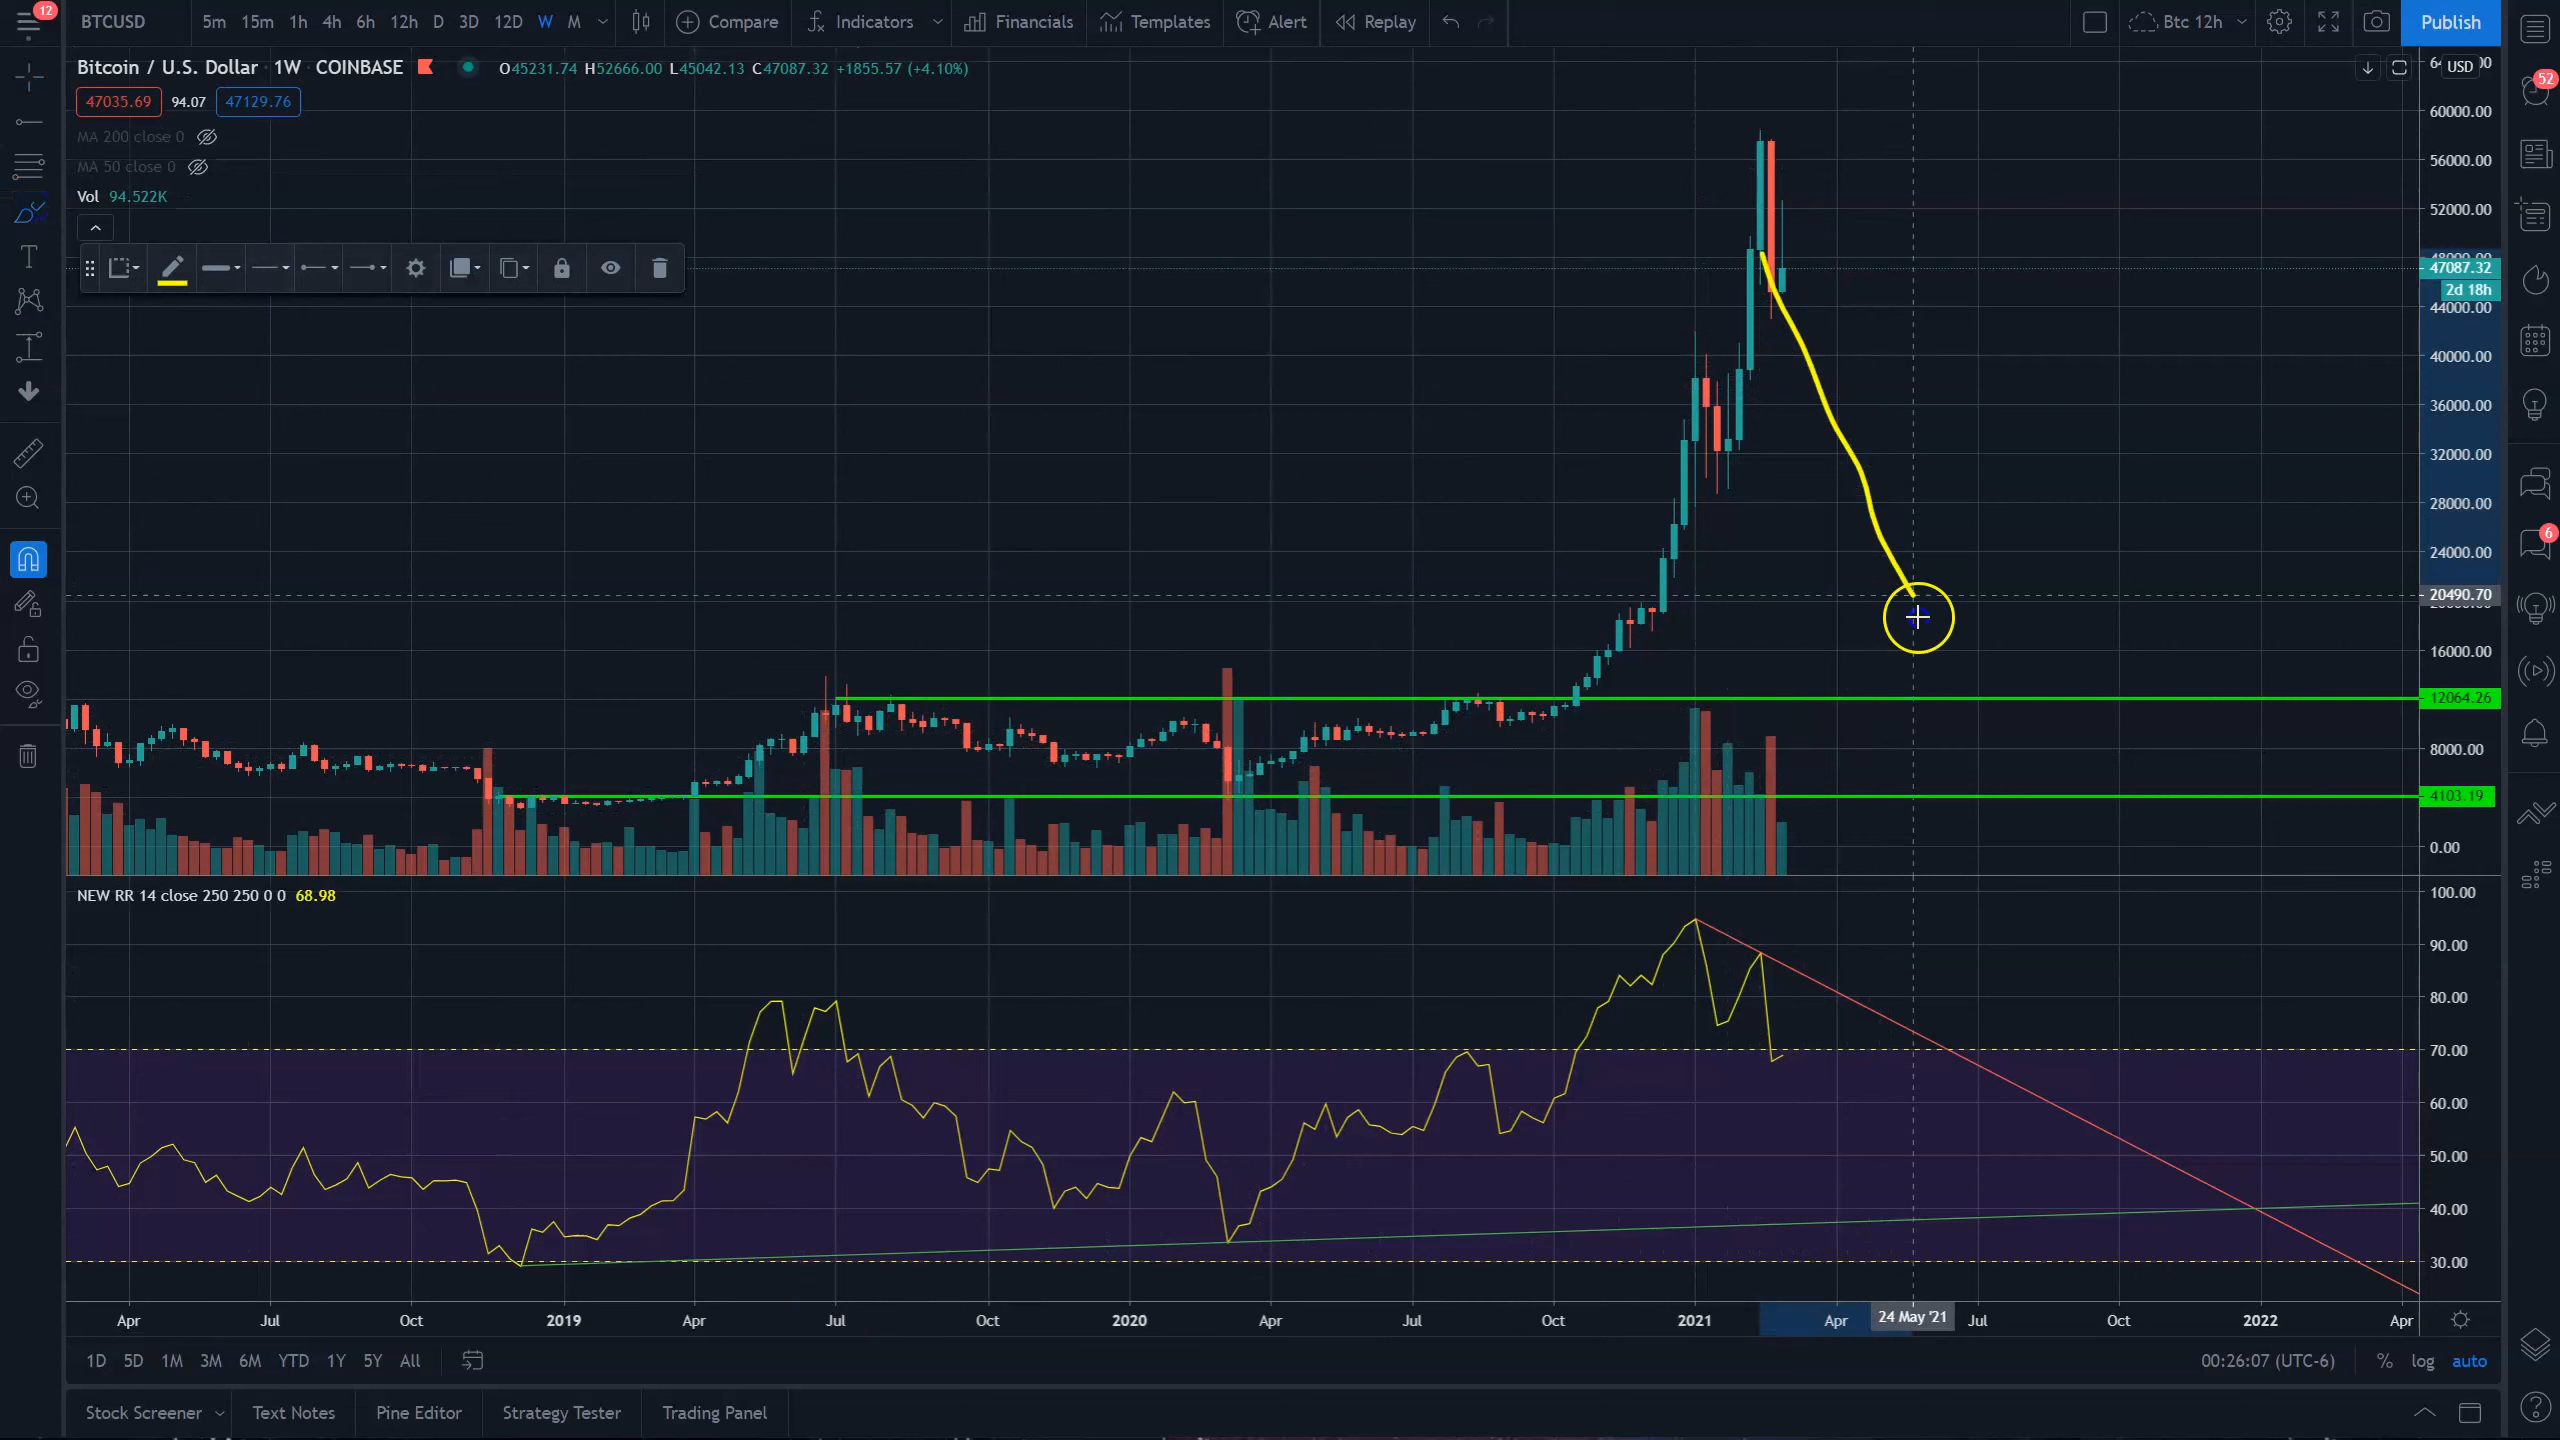 12
BTCUSD 5m 15m 1h 4h 6h 12h D 3D 12D W M Compare Indicators Financials Templates Alert Replay Btc 12h Publish
Bitcoin / U.S. Dollar 1W COINBASE O45231.74 H52666.00 L45042.13 C47087.32 +1855.57 (+4.10%)
USD
47035.69 94.07 47129.76
52
MA 200 close 0
MA 50 close 0
Vol 94.522K
60000.00
56000.00
52000.00
47087.32
2d 18h
44000.00
40000.00
36000.00
32000.00
28000.00
24000.00
20490.70
16000.00
12064.26
8000.00
4103.19
0.00
6
NEW RR 14 close 250 250 0 0 68.98
100.00
90.00
80.00
70.00
60.00
50.00
40.00
30.00
Apr Jul Oct 2019 Apr Jul Oct 2020 Apr Jul Oct 2021 Apr 24 May '21 Jul Oct 2022 Apr
1D 5D 1M 3M 6M YTD 1Y 5Y All 00:26:07 (UTC-6) % log auto
Stock Screener Text Notes Pine Editor Strategy Tester Trading Panel